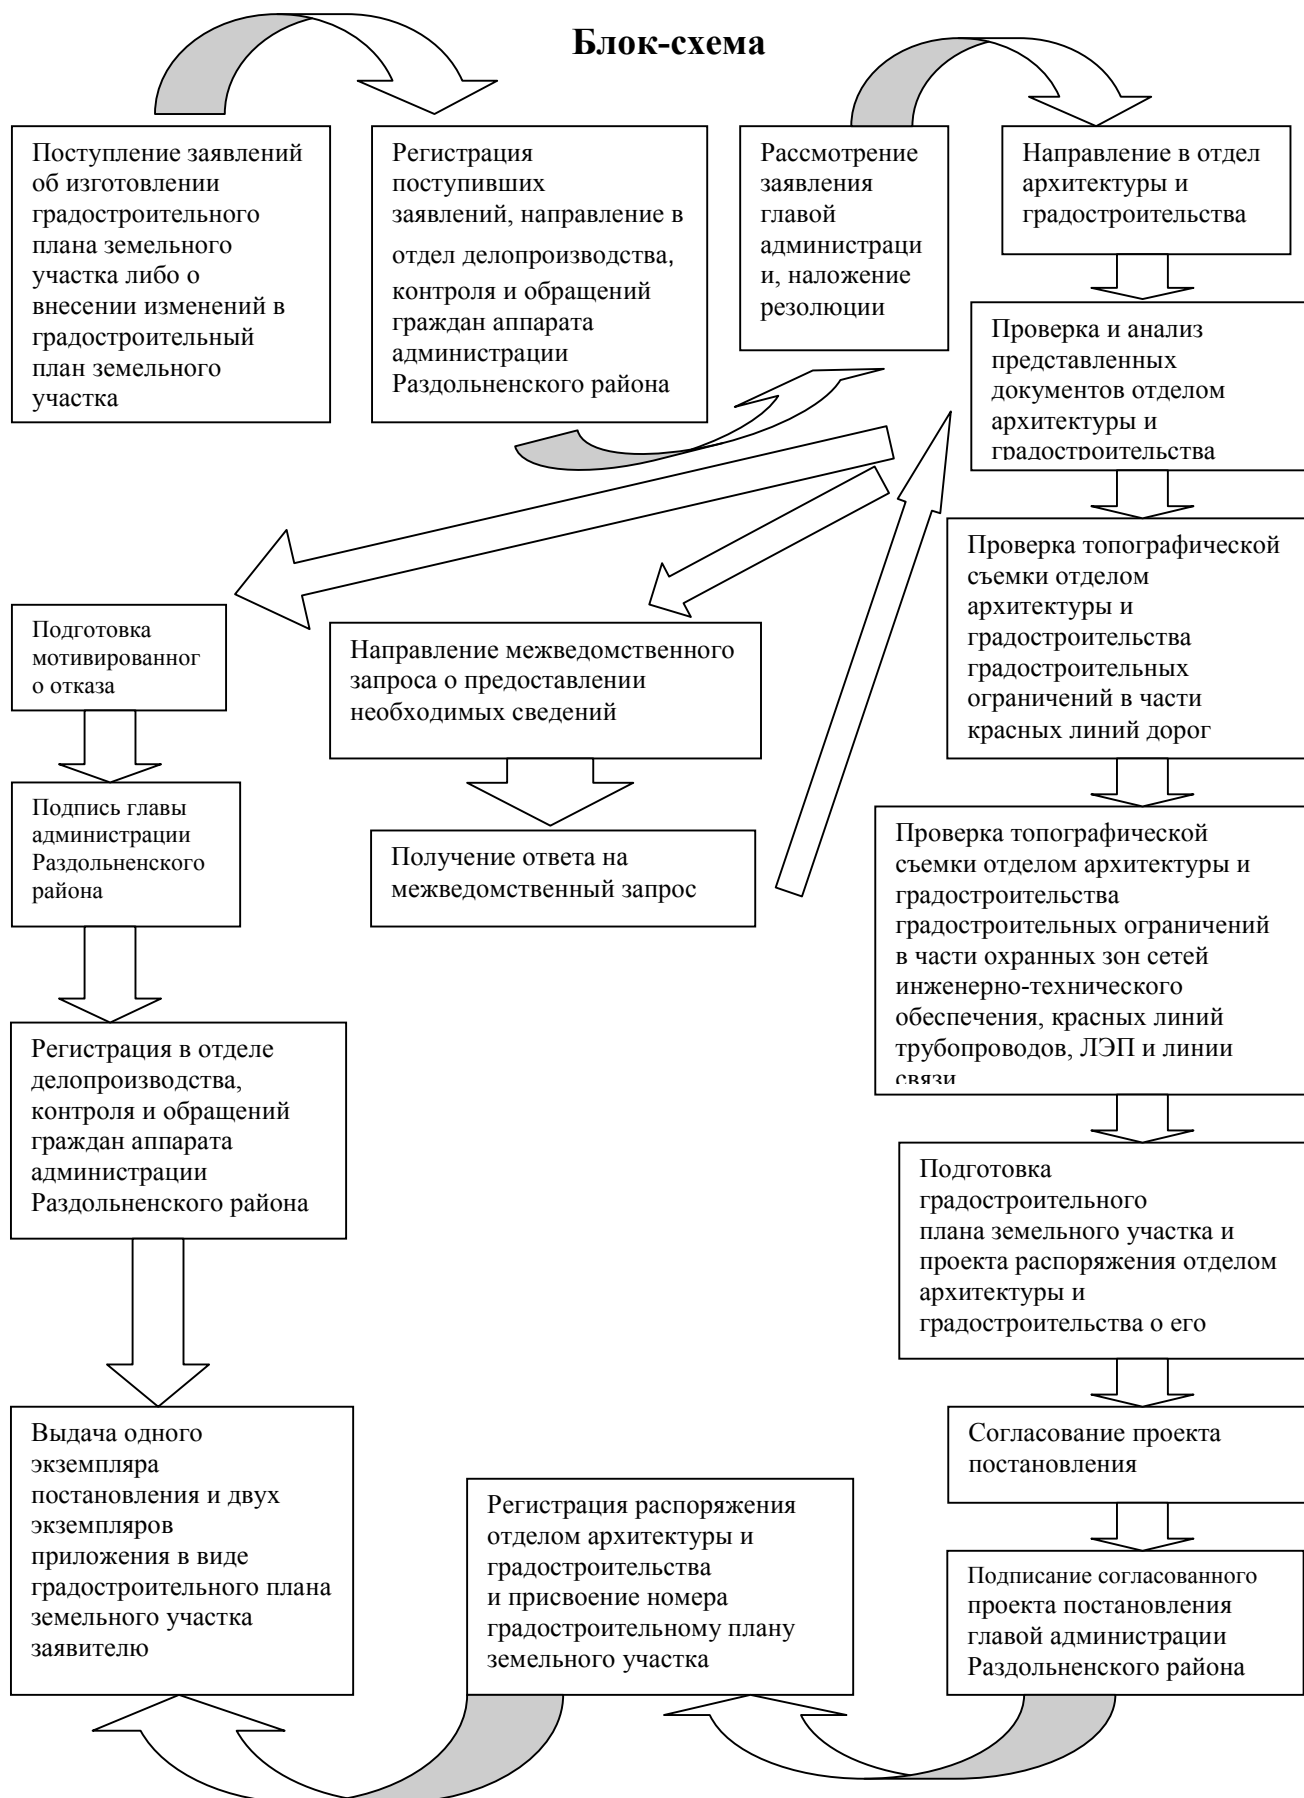 Блок-схема
Поступление заявлений
об изготовлении
градостроительного
плана земельного
участка либо о
внесении изменений в
градостроительный
план земельного
участка
Регистрация
поступивших
заявлений, направление в
отдел делопроизводства,
контроля и обращений
граждан аппарата
администрации
Раздольненского района
Рассмотрение
заявления
главой
администраци
и, наложение
резолюции
Направление в отдел
архитектуры и
градостроительства
Проверка и анализ
представленных
документов отделом
архитектуры и
градостроительства
Проверка топографической
съемки отделом
архитектуры и
градостроительства
градостроительных
ограничений в части
красных линий дорог
Подготовка
мотивированног
о отказа
Направление межведомственного
запроса о предоставлении
необходимых сведений
Подпись главы
администрации
Раздольненского
района
Получение ответа на
межведомственный запрос
Проверка топографической
съемки отделом архитектуры и
градостроительства
градостроительных ограничений
в части охранных зон сетей
инженерно-технического
обеспечения, красных линий
трубопроводов, ЛЭП и линии
связи
Регистрация в отделе
делопроизводства,
контроля и обращений
граждан аппарата
администрации
Раздольненского района
Подготовка
градостроительного
плана земельного участка и
проекта распоряжения отделом
архитектуры и
градостроительства о его
Выдача одного
экземпляра
постановления и двух
экземпляров
приложения в виде
градостроительного плана
земельного участка
заявителю
Регистрация распоряжения
отделом архитектуры и
градостроительства
и присвоение номера
градостроительному плану
земельного участка
Согласование проекта
постановления
Подписание согласованного
проекта постановления
главой администрации
Раздольненского района